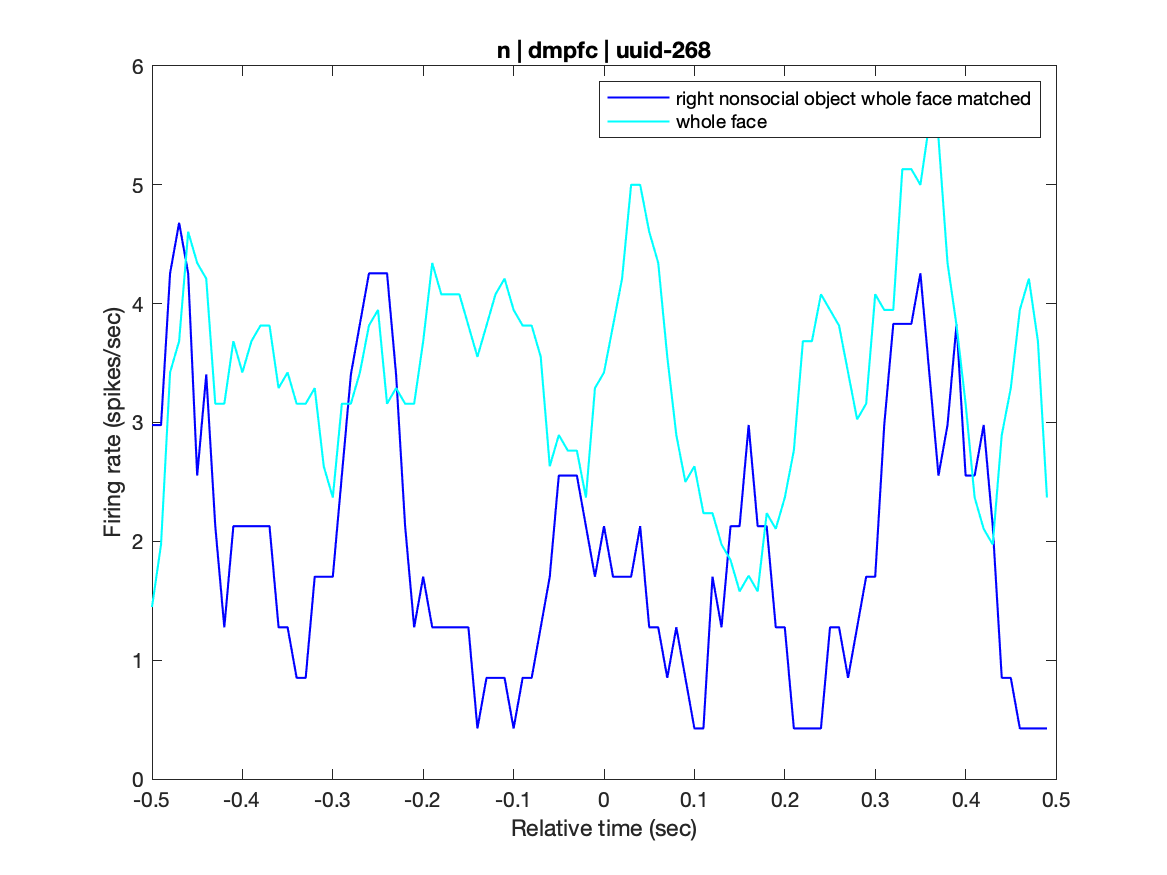 n | dmpfc | uuid-268
right nonsocial object whole face matched
whole face
Firing rate (spikes/sec)
6
5
4
3
2
1
0
-0.5 -0.4 -0.3 -0.2 -0.1 0 0.1 0.2 0.3 0.4 0.5
Relative time (sec)